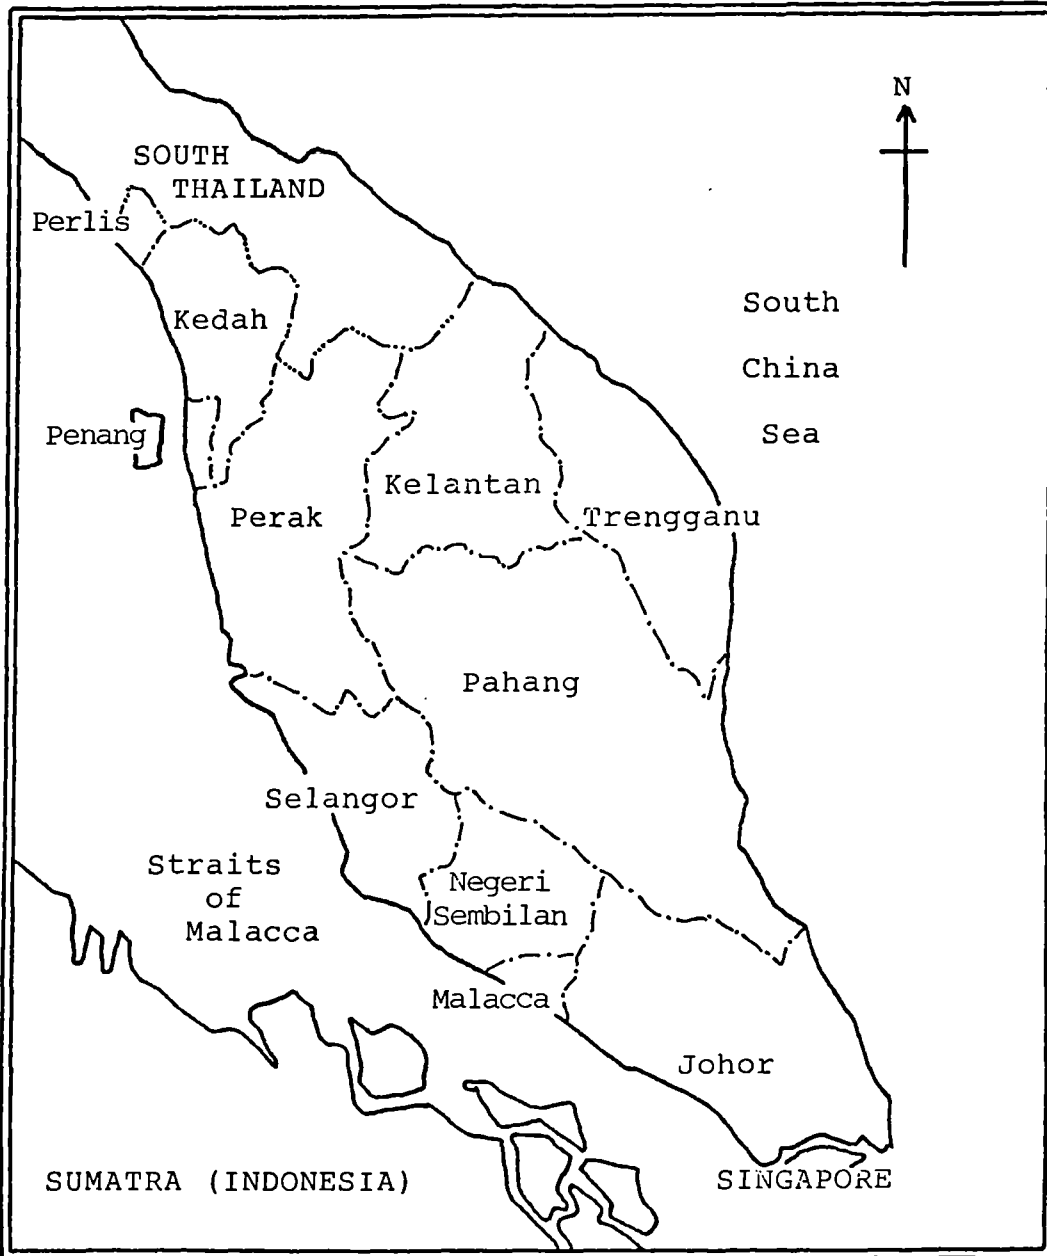 N
SOUTH
THAILAND
Perlis
South
Kedah
China
Penang
Sea
Kelantan
Perak
Trengganu
Pahang
Selangor
Straits
of
Malacca
Negeri
Sembilan
Malacca
Johor
SUMATRA (INDONESIA)
SINGAPORE